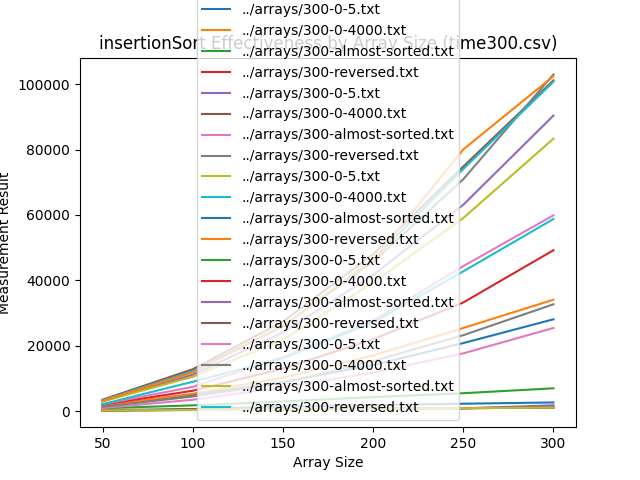 ../arrays/300-0-5.txt
../arrays/300-0-4000.txt
insertionSort Effectiveness by Array Size (time300.csv)
../arrays/300-almost-sorted.txt
../arrays/300-reversed.txt
../arrays/300-0-5.txt
../arrays/300-0-4000.txt
../arrays/300-almost-sorted.txt
../arrays/300-reversed.txt
../arrays/300-0-5.txt
../arrays/300-0-4000.txt
../arrays/300-almost-sorted.txt
../arrays/300-reversed.txt
../arrays/300-0-5.txt
../arrays/300-0-4000.txt
../arrays/300-almost-sorted.txt
../arrays/300-reversed.txt
../arrays/300-0-5.txt
../arrays/300-0-4000.txt
../arrays/300-almost-sorted.txt
../arrays/300-reversed.txt
100000
80000
60000
40000
20000
0
Measurement Result
50 100 150 200 250 300
Array Size